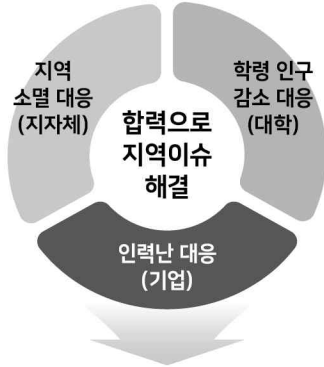 지역
소멸 대응
(지자체)
학령 인구
감소 대응
(대학)
합력으로
지역이슈
해결
인력난 대응
(기업)